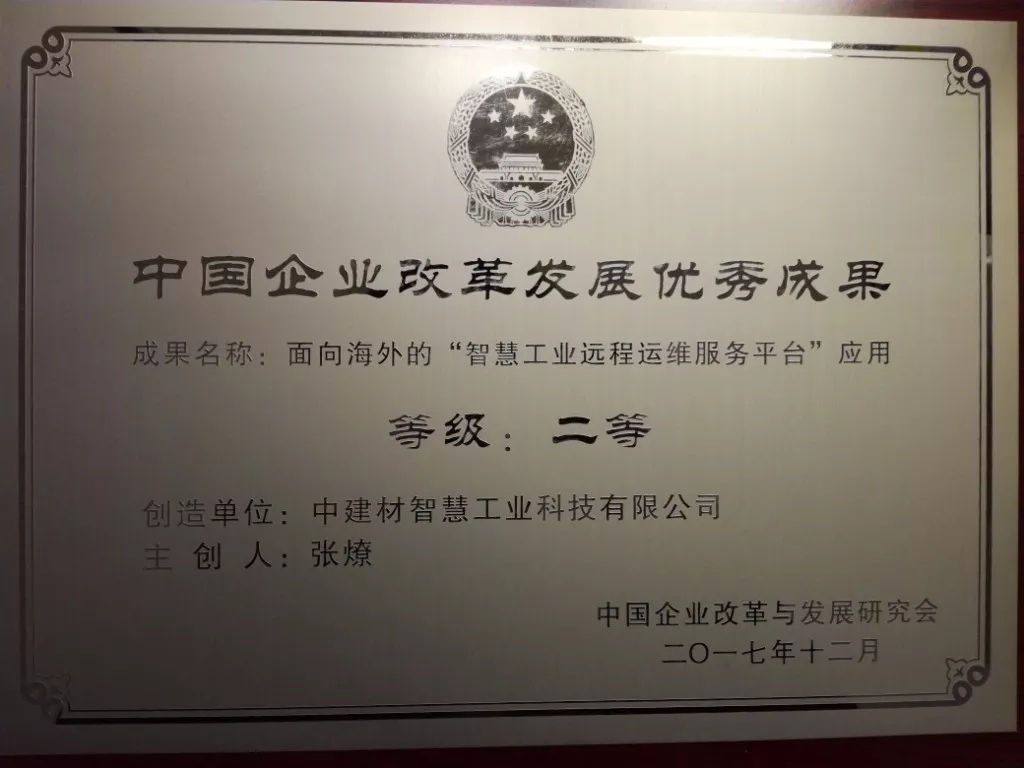 中国企业改革发展优秀成果
成果名称：面向海外的“智慧工业远程运维服务平台”应用
等级：二等
创造单位：中建材智慧工业科技有限公司
主创人：张燎
中国企业改革与发展研究会
二〇一七年十二月